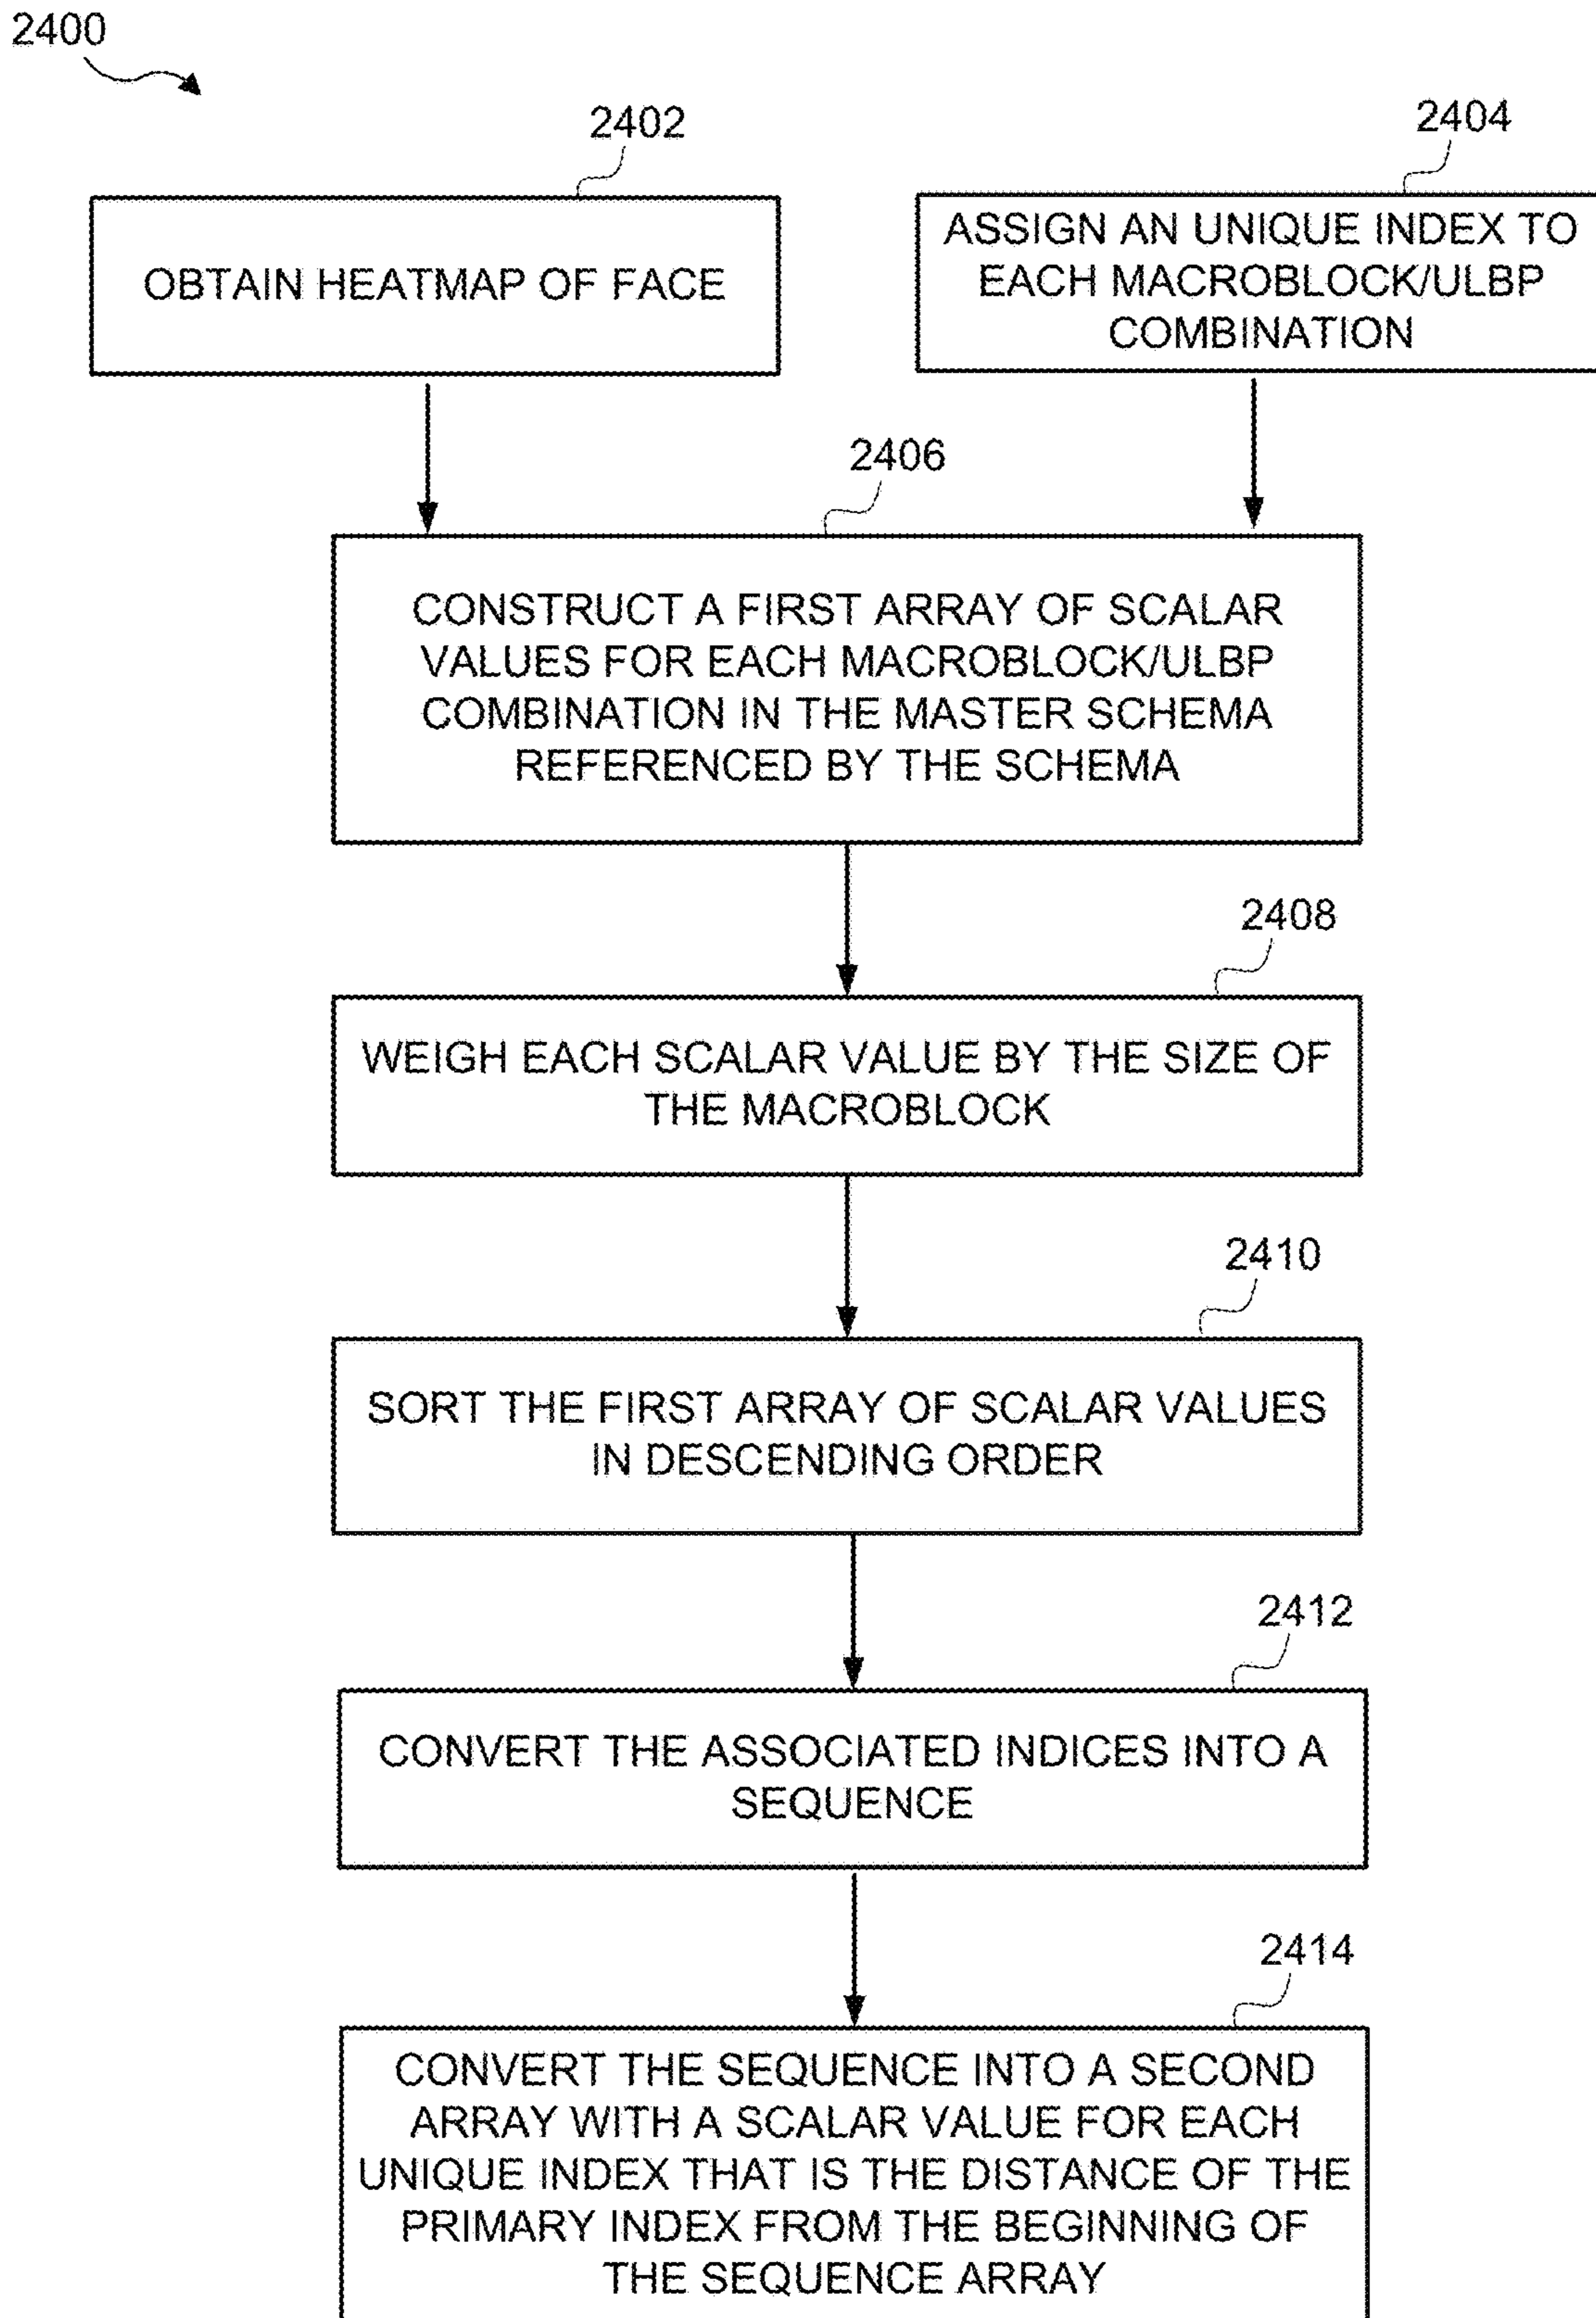 2400
2402
OBTAIN HEATMAP OF FACE
2404
ASSIGN AN UNIQUE INDEX TO
EACH MACROBLOCK/ULBP
COMBINATION
2406
CONSTRUCT A FIRST ARRAY OF SCALAR
VALUES FOR EACH MACROBLOCK/ULBP
COMBINATION IN THE MASTER SCHEMA
REFERENCED BY THE SCHEMA
2408
WEIGH EACH SCALAR VALUE BY THE SIZE OF
THE MACROBLOCK
2410
SORT THE FIRST ARRAY OF SCALAR VALUES
IN DESCENDING ORDER
2412
CONVERT THE ASSOCIATED INDICES INTO A
SEQUENCE
2414
CONVERT THE SEQUENCE INTO A SECOND
ARRAY WITH A SCALAR VALUE FOR EACH
UNIQUE INDEX THAT IS THE DISTANCE OF THE
PRIMARY INDEX FROM THE BEGINNING OF
THE SEQUENCE ARRAY